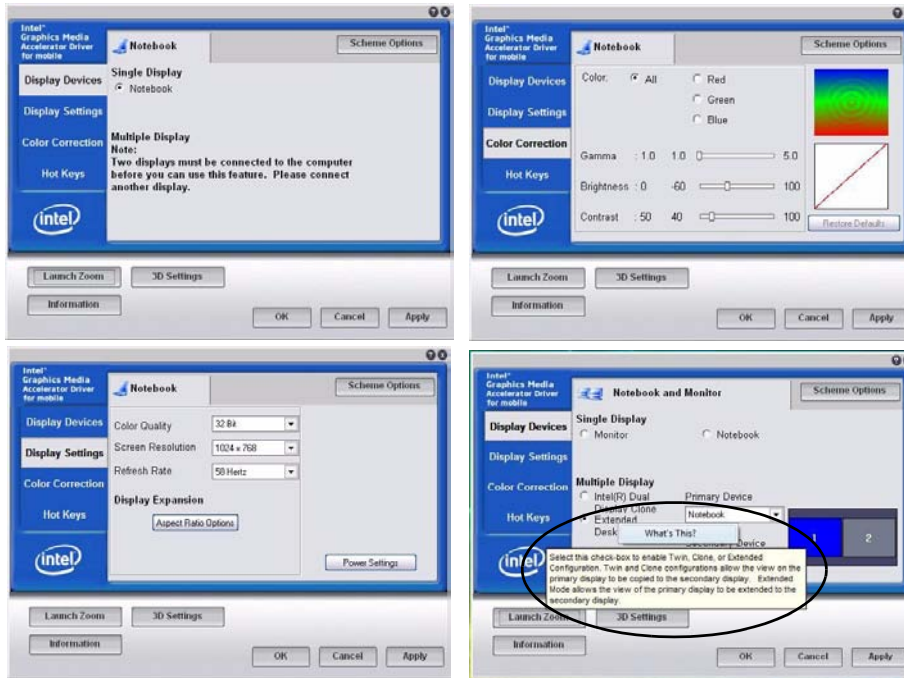 Intel®
Graphics Media
Accelerator Driver
for mobile
Notebook
Scheme Options
Display Devices
Display Settings
Color Correction
Hot Keys
intel
Single Display
Notebook
Multiple Display
Note:
Two displays must be connected to the computer
before you can use this feature. Please connect
another display.
Launch Zoom
3D Settings
Information
OK
Cancel
Apply
Intel®
Graphics Media
Accelerator Driver
for mobile
Notebook
Scheme Options
Display Devices
Display Settings
Color Correction
Hot Keys
intel
Color: All Red
Green
Blue
Gamma : 1.0 1.0 5.0
Brightness : 0 -60 100
Contrast : 50 40 100
Restore Defaults
Launch Zoom
3D Settings
Information
OK
Cancel
Apply
Intel®
Graphics Media
Accelerator Driver
for mobile
Notebook
Scheme Options
Display Devices
Display Settings
Color Correction
Hot Keys
intel
Color Quality 32 Bit
Screen Resolution 1024 x 768
Refresh Rate 58 Hertz
Display Expansion
Aspect Ratio Options
Power Settings
Launch Zoom
3D Settings
Information
OK
Cancel
Apply
Intel®
Graphics Media
Accelerator Driver
for mobile
Notebook and Monitor
Scheme Options
Display Devices
Display Settings
Color Correction
Hot Keys
intel
Single Display
Monitor Notebook
Multiple Display
Intel(R) Dual Primary Device
Display Clone Notebook
Extended
Desk
What's This?
Secondary Device
1 2
Select this check-box to enable Twin, Clone, or Extended
Configuration. Twin and Clone configurations allow the view on the
primary display to be copied to the secondary display. Extended
Mode allows the view of the primary display to be extended to the
secondary display.
Launch Zoom
3D Settings
Information
OK
Cancel
Apply